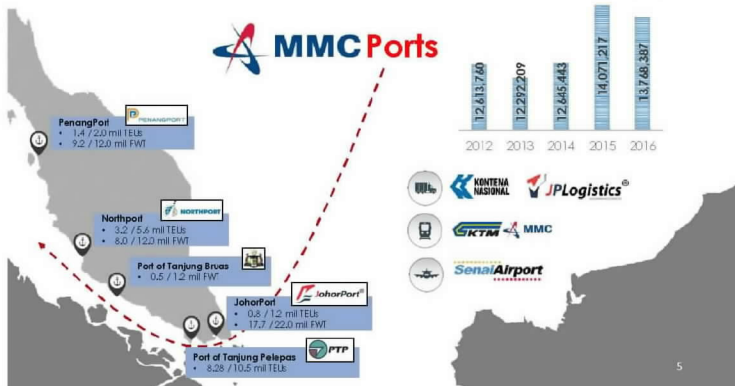 MMC Ports
PenangPort
PENANGPORT
• 1.4 / 2.0 mil TEUs
• 9.2 / 12.0 mil FWT
Northport
NORTHPORT
• 3.2 / 5.6 mil TEUs
• 8.0 / 12.0 mil FWT
Port of Tanjung Bruas
• 0.5 / 1.2 mil FWT
JohorPort
JohorPort®
• 0.8 / 1.2 mil TEUs
• 17.7 / 22.0 mil FWT
Port of Tanjung Pelepas
PTP
• 8.28 / 10.5 mil TEUs
12,613,760
12,292,209
12,645,443
14,071,217
13,768,387
2012 2013 2014 2015 2016
KONTENA
NASIONAL
JPLogistics®
KTM MMC
SenaiAirport
5